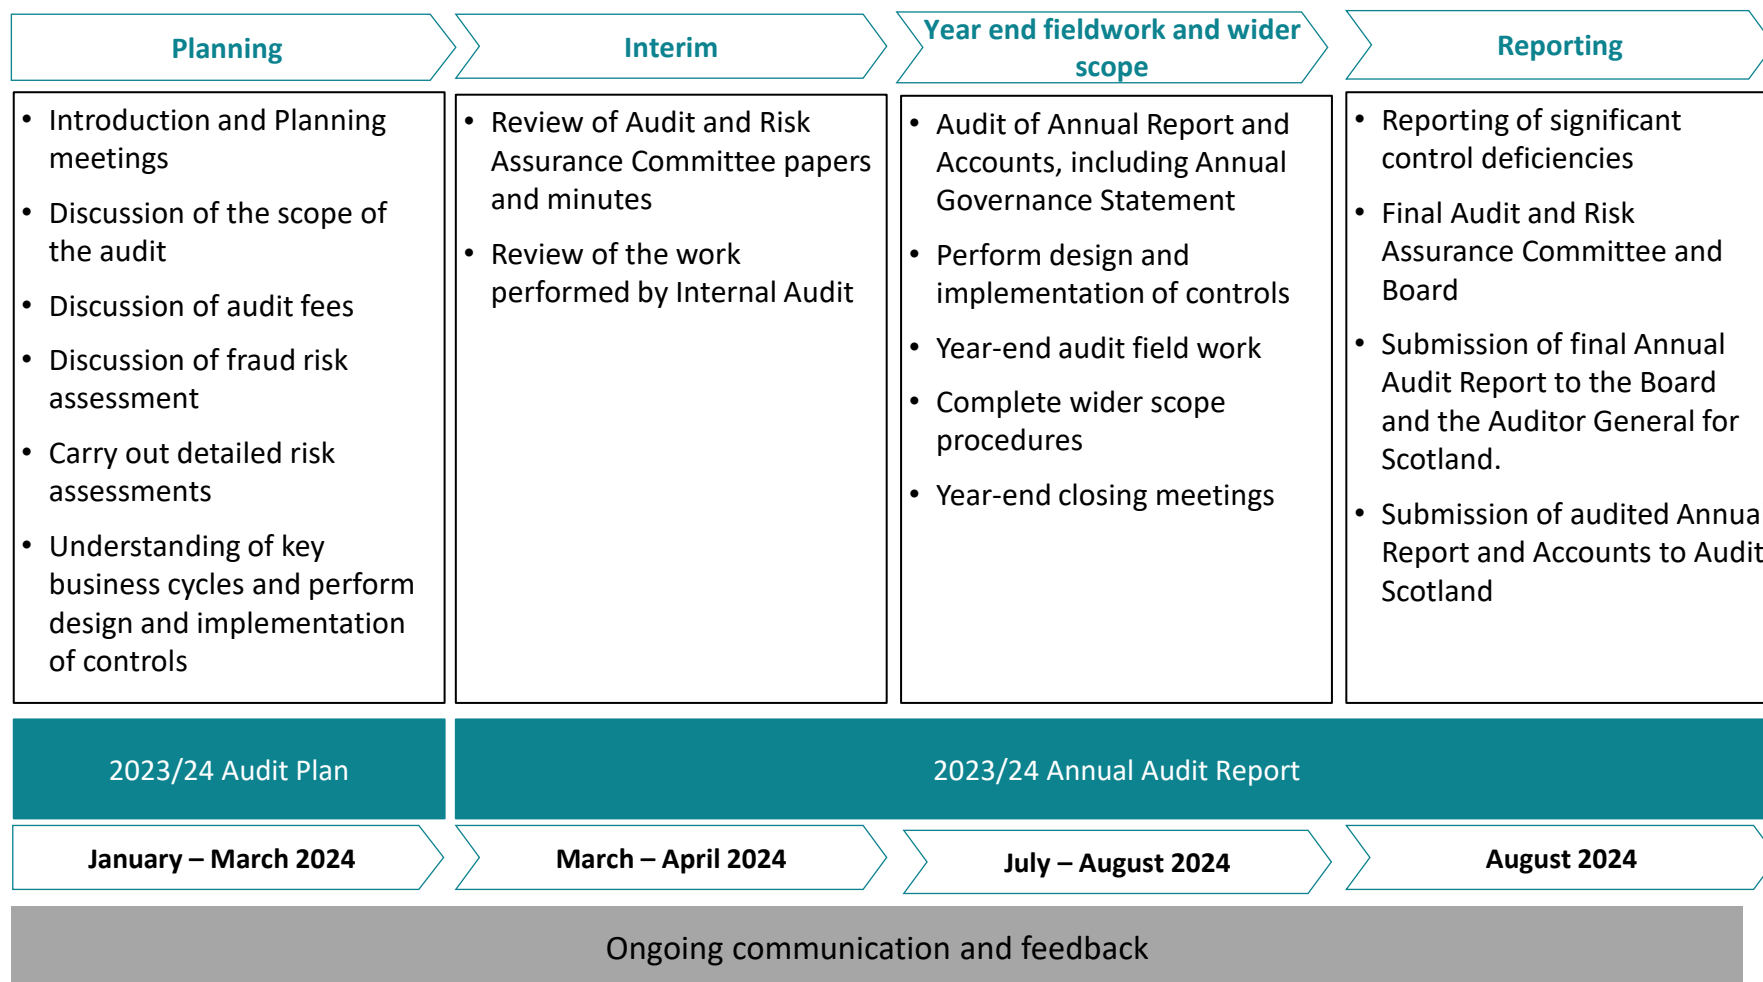 Planning
Interim
Year end fieldwork and wider
scope
Reporting
• Introduction and Planning
meetings
• Discussion of the scope of
the audit
• Discussion of audit fees
• Discussion of fraud risk
assessment
• Carry out detailed risk
assessments
• Understanding of key
business cycles and perform
design and implementation
of controls
• Review of Audit and Risk
Assurance Committee papers
and minutes
• Review of the work
performed by Internal Audit
• Audit of Annual Report and
Accounts, including Annual
Governance Statement
• Perform design and
implementation of controls
• Year-end audit field work
• Complete wider scope
procedures
• Year-end closing meetings
• Reporting of significant
control deficiencies
• Final Audit and Risk
Assurance Committee and
Board
• Submission of final Annual
Audit Report to the Board
and the Auditor General for
Scotland.
• Submission of audited Annua
Report and Accounts to Audit
Scotland
2023/24 Audit Plan
2023/24 Annual Audit Report
January – March 2024
March – April 2024
July – August 2024
August 2024
Ongoing communication and feedback